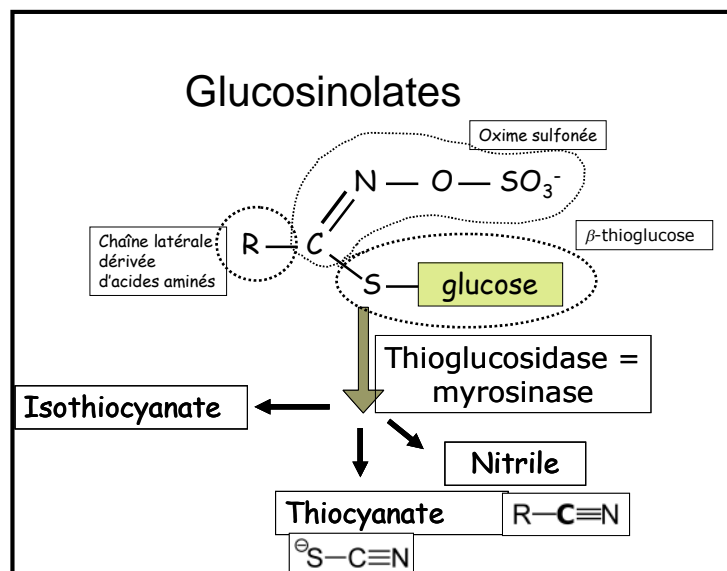 Glucosinolates
Oxime sulfonée
N — O — SO₃⁻
β-thioglucose
Chaîne latérale
dérivée
d'acides aminés
R — C
S — glucose
Thioglucosidase =
myrosinase
Isothiocyanate
Nitrile
R—C≡N
Thiocyanate
⊖S—C≡N